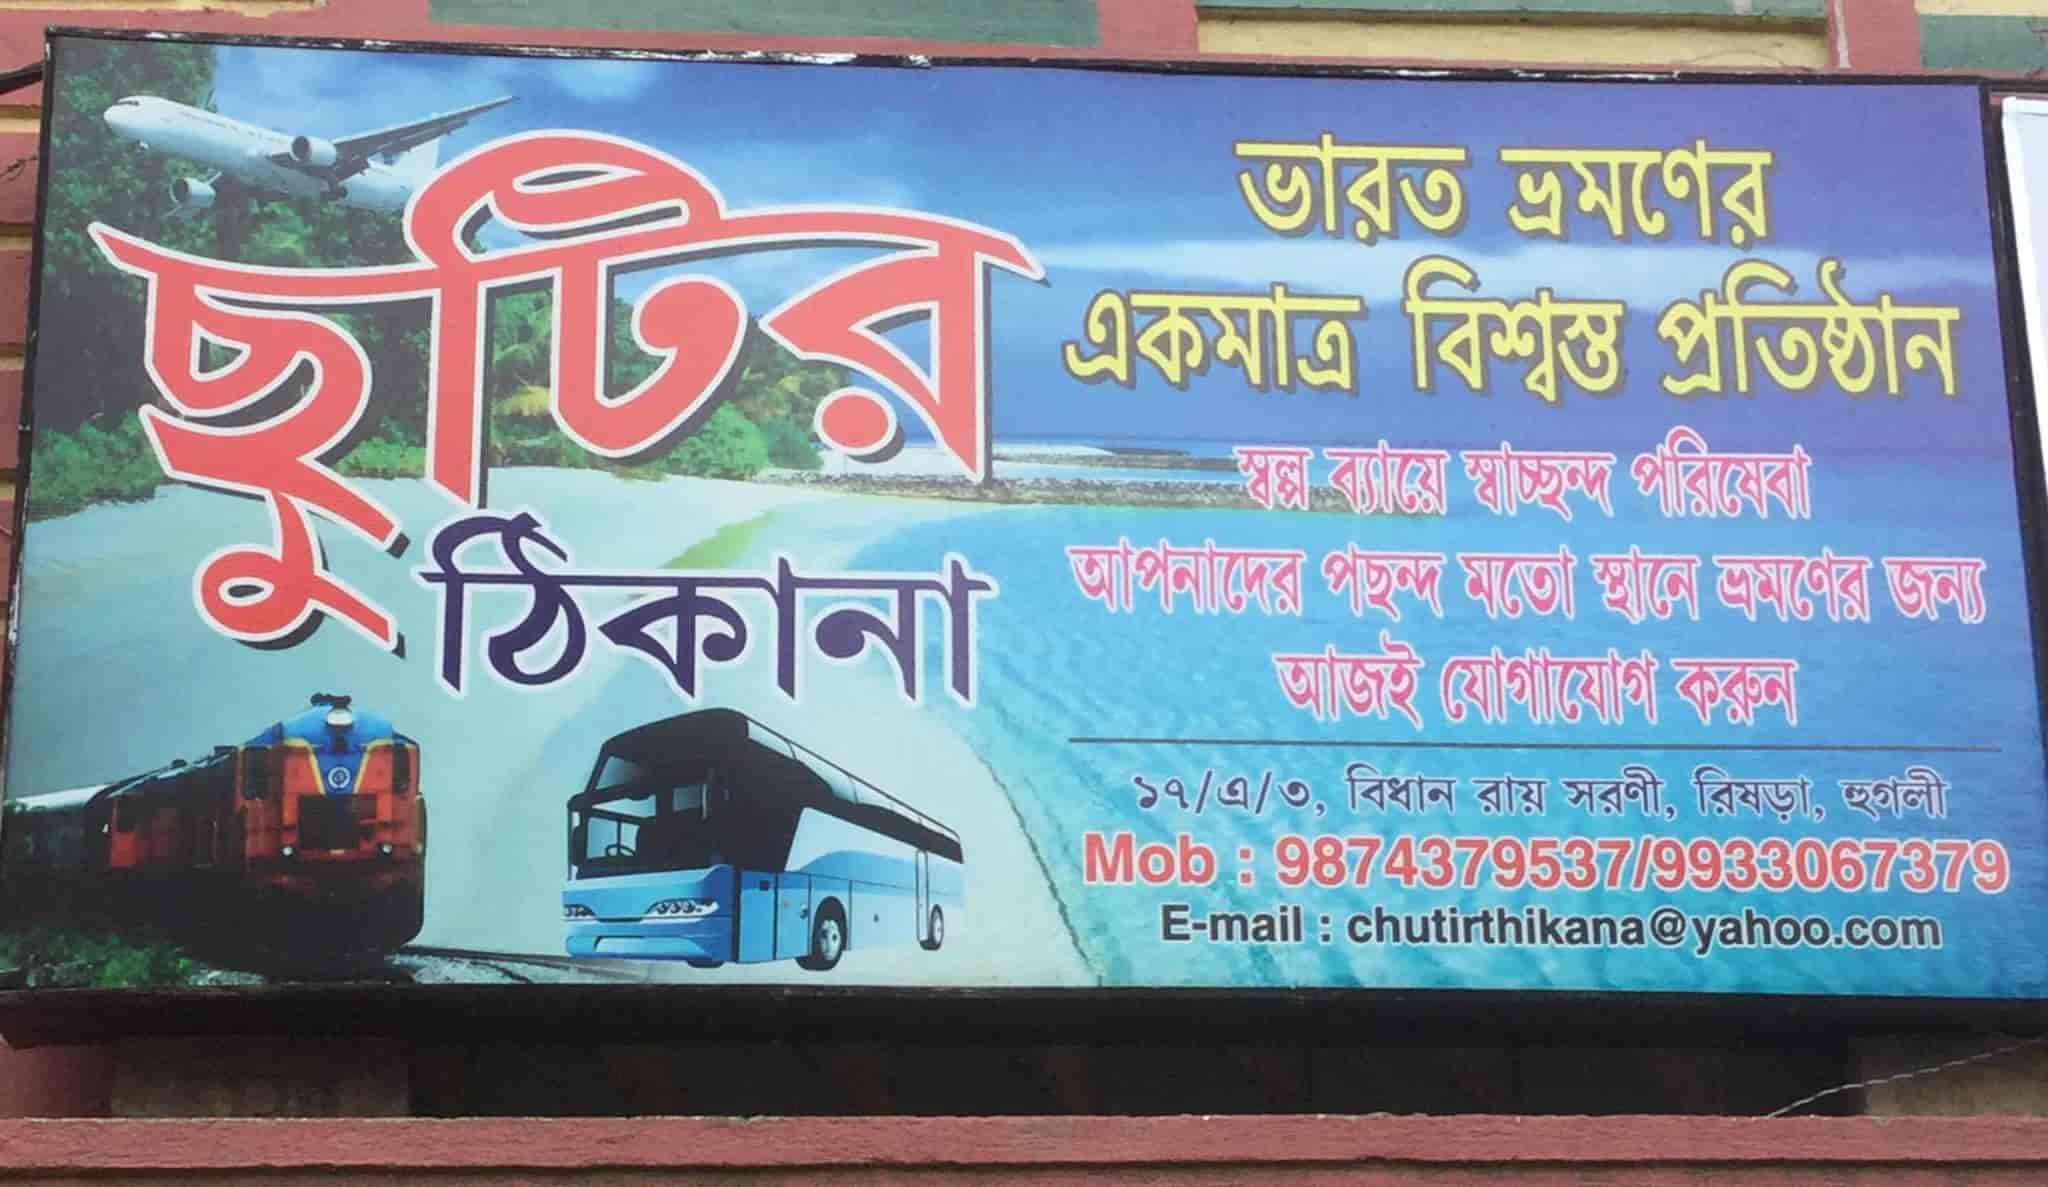 ছুটির
ঠিকানা
ভারত ভ্রমণের
একমাত্র বিশ্বস্ত প্রতিষ্ঠান
স্বল্প ব্যায়ে স্বাচ্ছন্দ পরিষেবা
আপনাদের পছন্দ মতো স্থানে ভ্রমণের জন্য
আজই যোগাযোগ করুন
১৭/এ/৩, বিধান রায় সরণী, রিষড়া, হুগলী
Mob : 9874379537/9933067379
E-mail : chutirthikana@yahoo.com